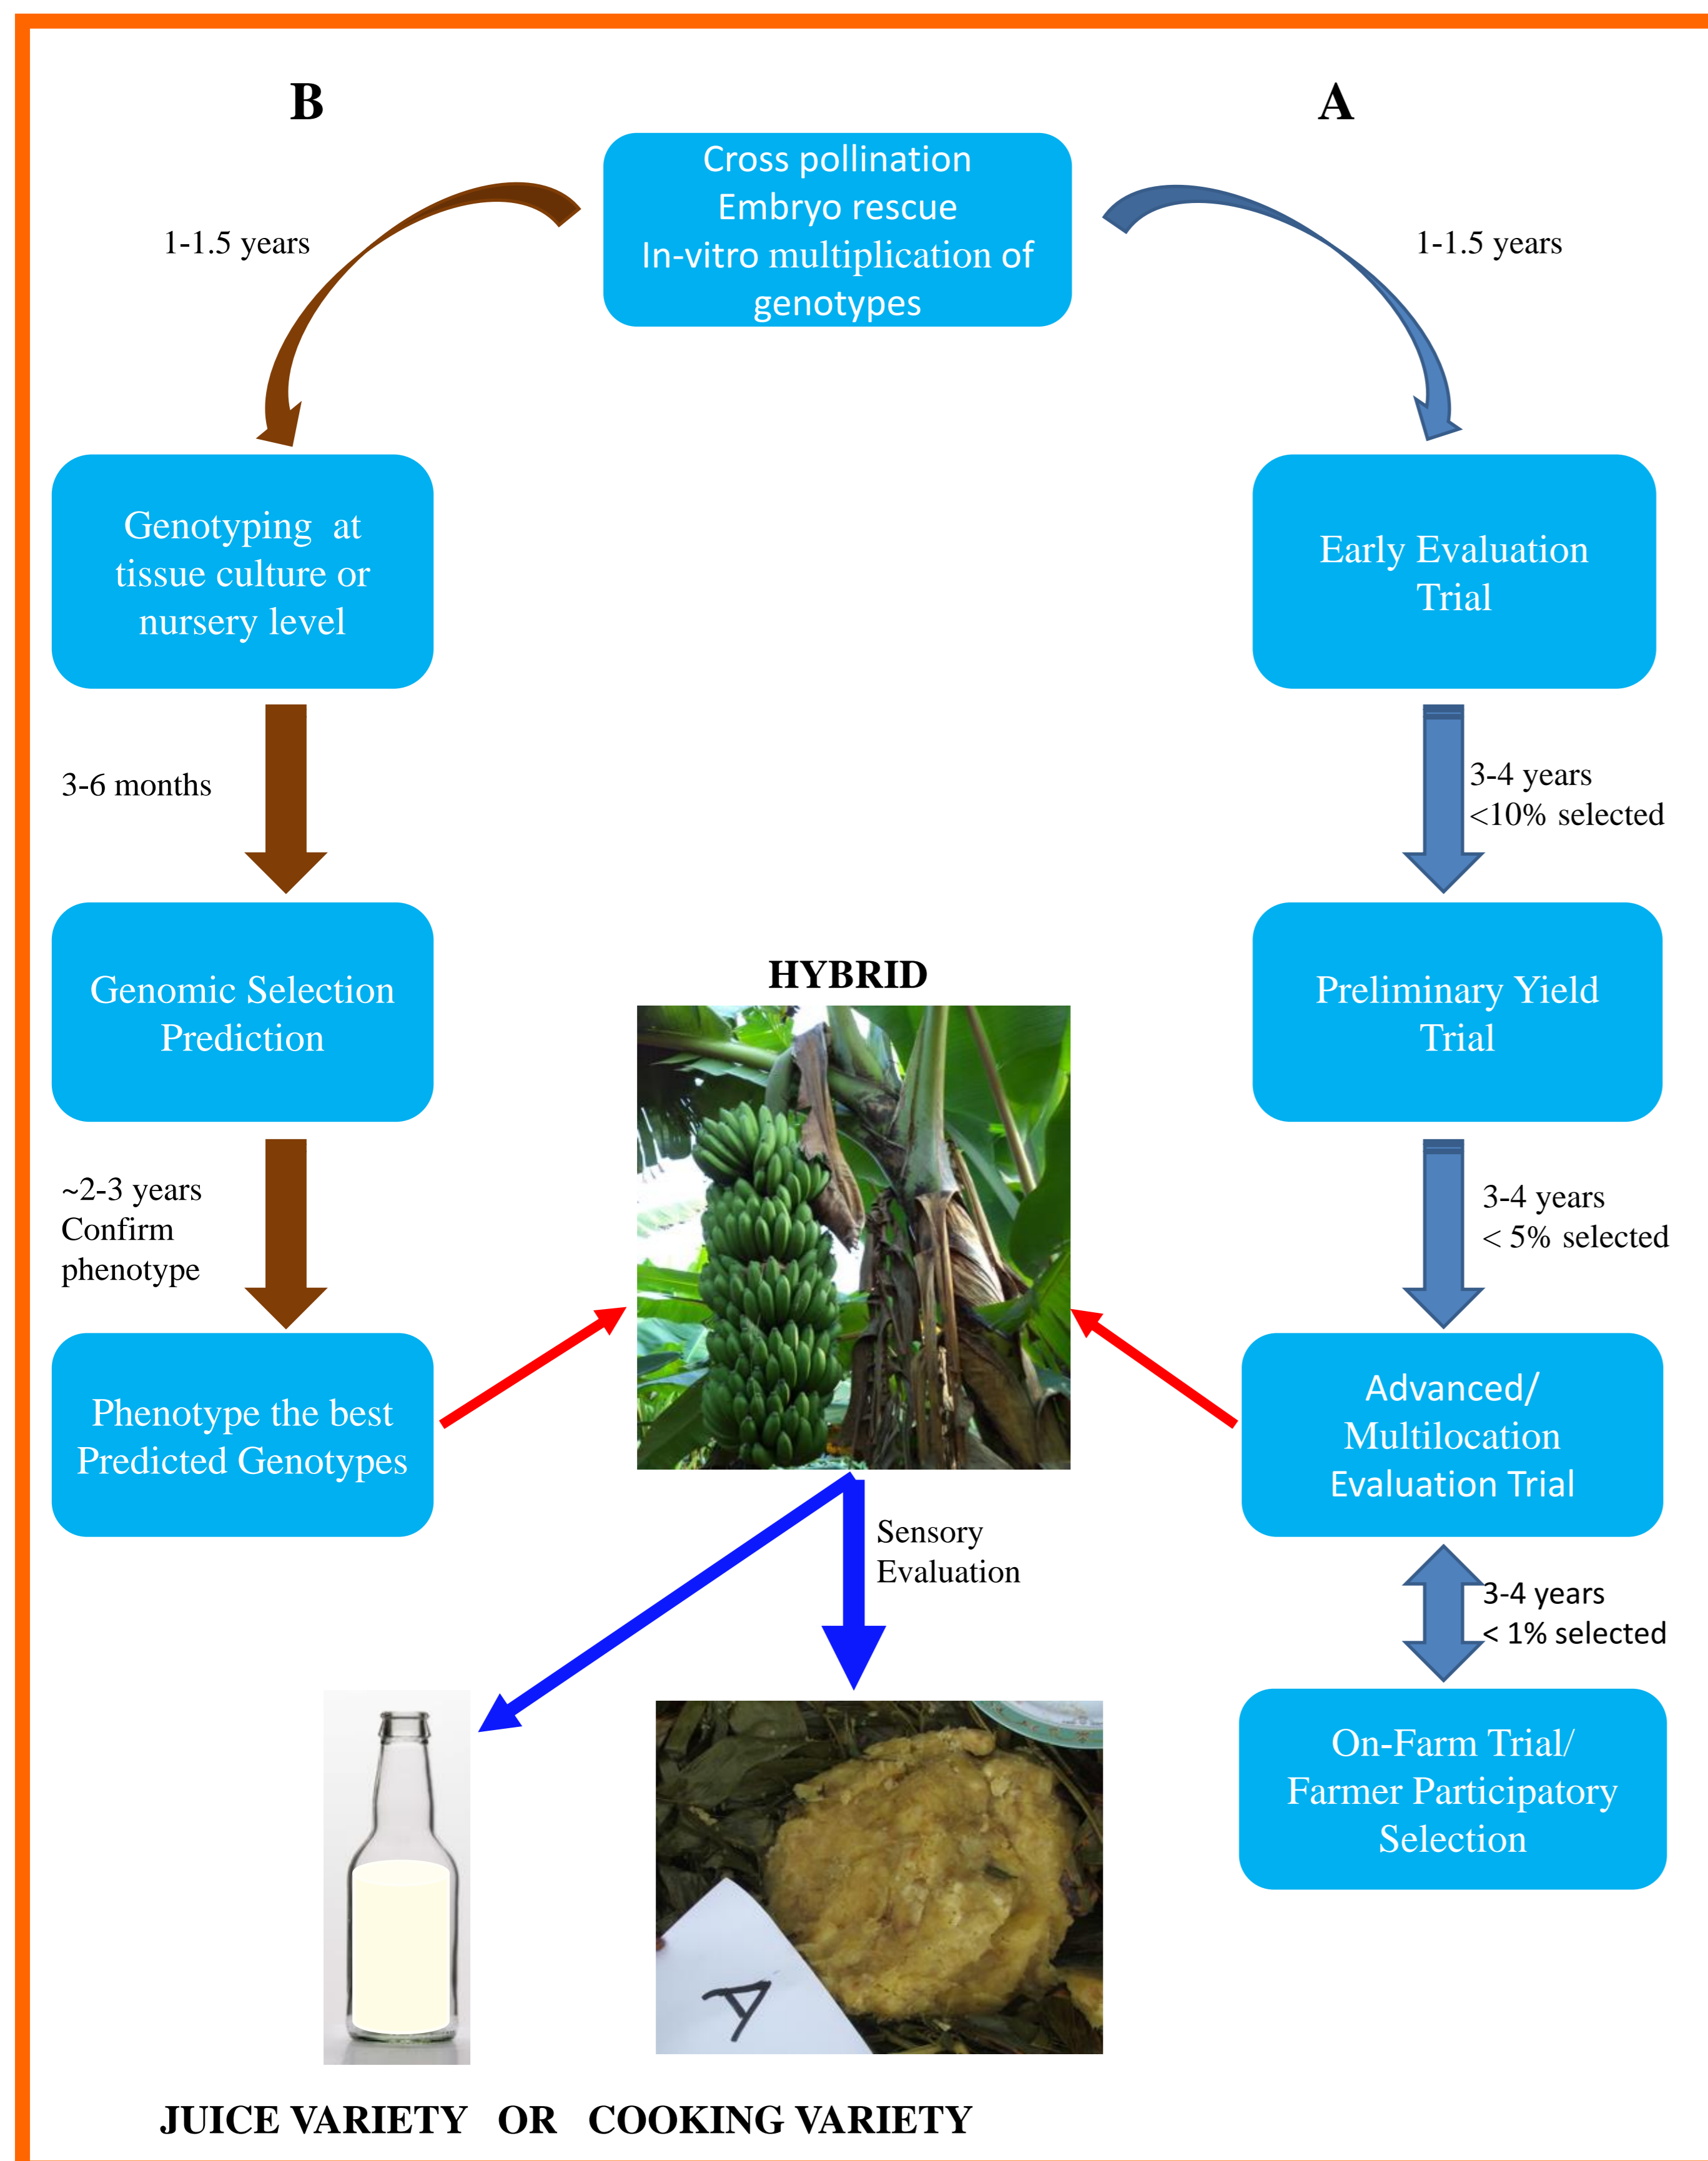 B
A
Cross pollination
Embryo rescue
In-vitro multiplication of
genotypes
1-1.5 years
1-1.5 years
Genotyping at
tissue culture or
nursery level
Early Evaluation
Trial
3-6 months
3-4 years
<10% selected
Genomic Selection
Prediction
HYBRID
Preliminary Yield
Trial
~2-3 years
Confirm
phenotype
3-4 years
< 5% selected
Phenotype the best
Predicted Genotypes
Advanced/
Multilocation
Evaluation Trial
Sensory
Evaluation
3-4 years
< 1% selected
On-Farm Trial/
Farmer Participatory
Selection
A
JUICE VARIETY OR COOKING VARIETY